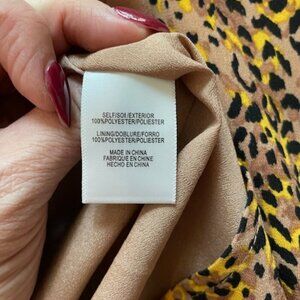 SELF/SOI/EXTERIOR
100%POLYESTER/POLIESTER
LINING/DOBLURE/FORRO
100%POLYESTER/POLIESTER
MADE IN CHINA
FABRIQUE EN CHINE
HECHO EN CHINA